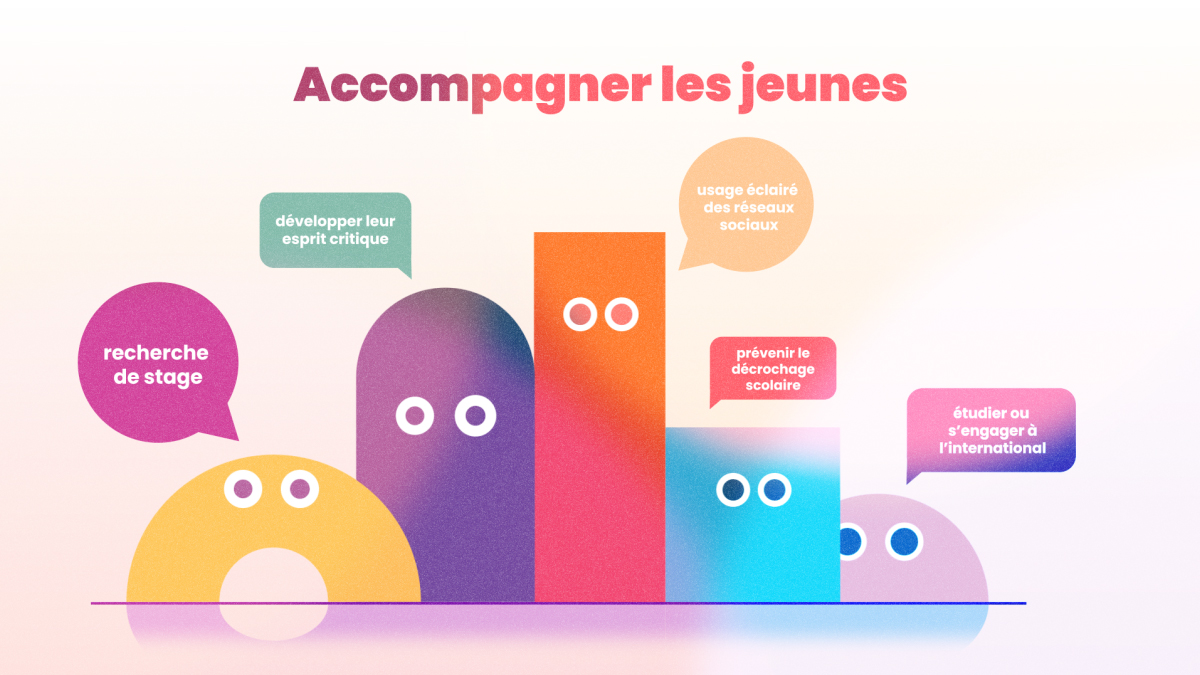 Accompagner les jeunes
recherche
de stage
développer leur
esprit critique
usage éclairé
des réseaux
sociaux
prévenir le
décrochage
scolaire
étudier ou
s’engager à
l’international